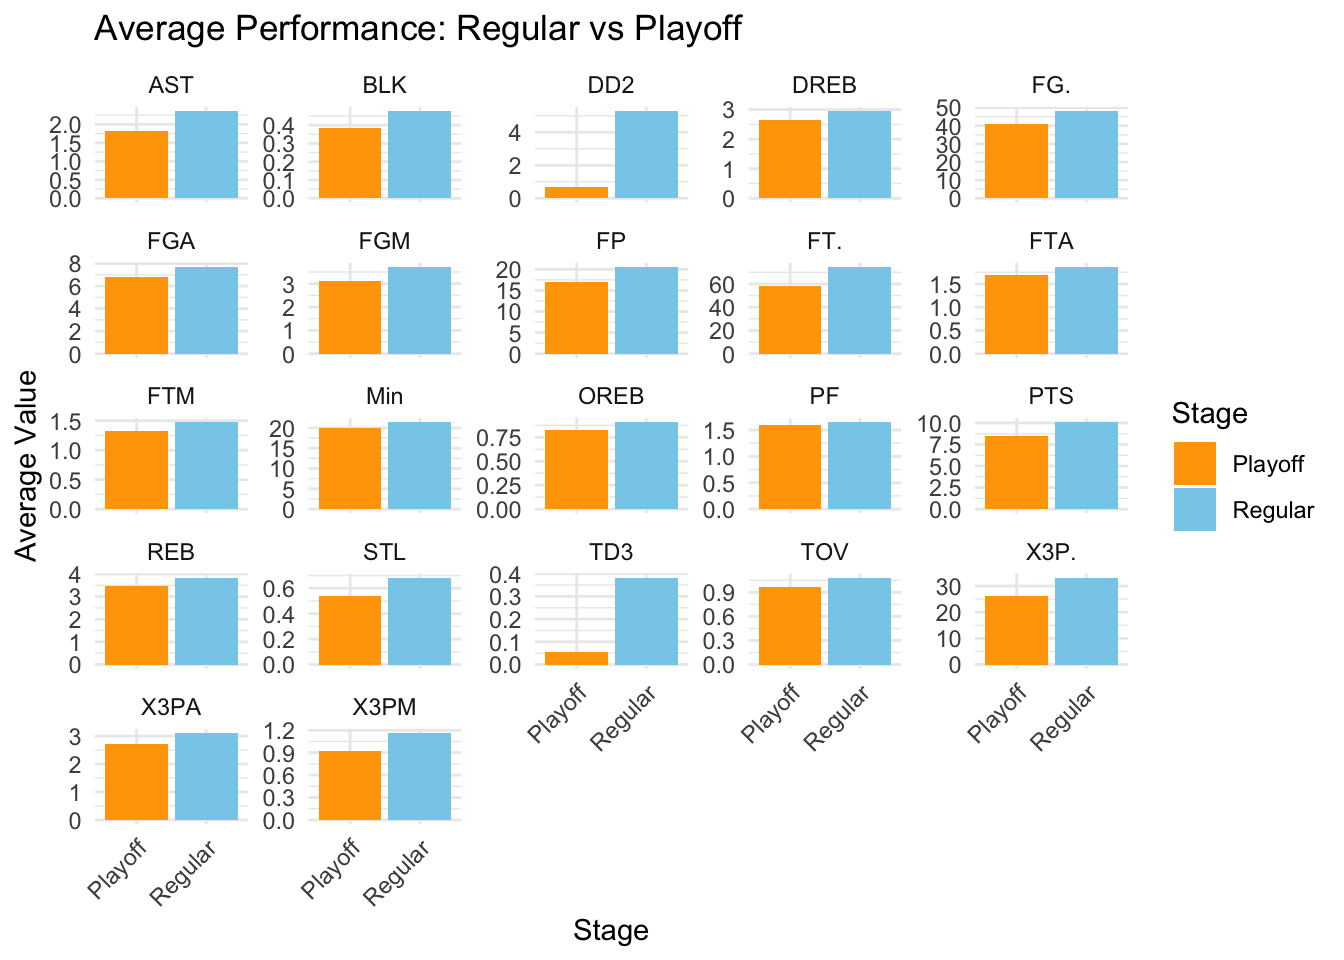 Average Performance: Regular vs Playoff
AST BLK DD2 DREB FG.
2.0 1.5 1.0 0.5 0.0
0.4 0.3 0.2 0.1 0.0
4 2 0
3 2 1 0
50 40 30 20 10 0
FGA FGM FP FT. FTA
8 6 4 2 0
3 2 1 0
20 15 10 5 0
60 40 20 0
1.5 1.0 0.5 0.0
FTM Min OREB PF PTS
1.5 1.0 0.5 0.0
20 15 10 5 0
0.75 0.50 0.25 0.00
1.5 1.0 0.5 0.0
10.0 7.5 5.0 2.5 0.0
REB STL TD3 TOV X3P.
4 3 2 1 0
0.6 0.4 0.2 0.0
0.4 0.3 0.2 0.1 0.0
0.9 0.6 0.3 0.0
30 20 10 0
Playoff Regular Playoff Regular Playoff Regular
X3PA X3PM
3 2 1 0
1.2 0.9 0.6 0.3 0.0
Playoff Regular Playoff Regular
Stage
Average Value
Stage
Playoff
Regular